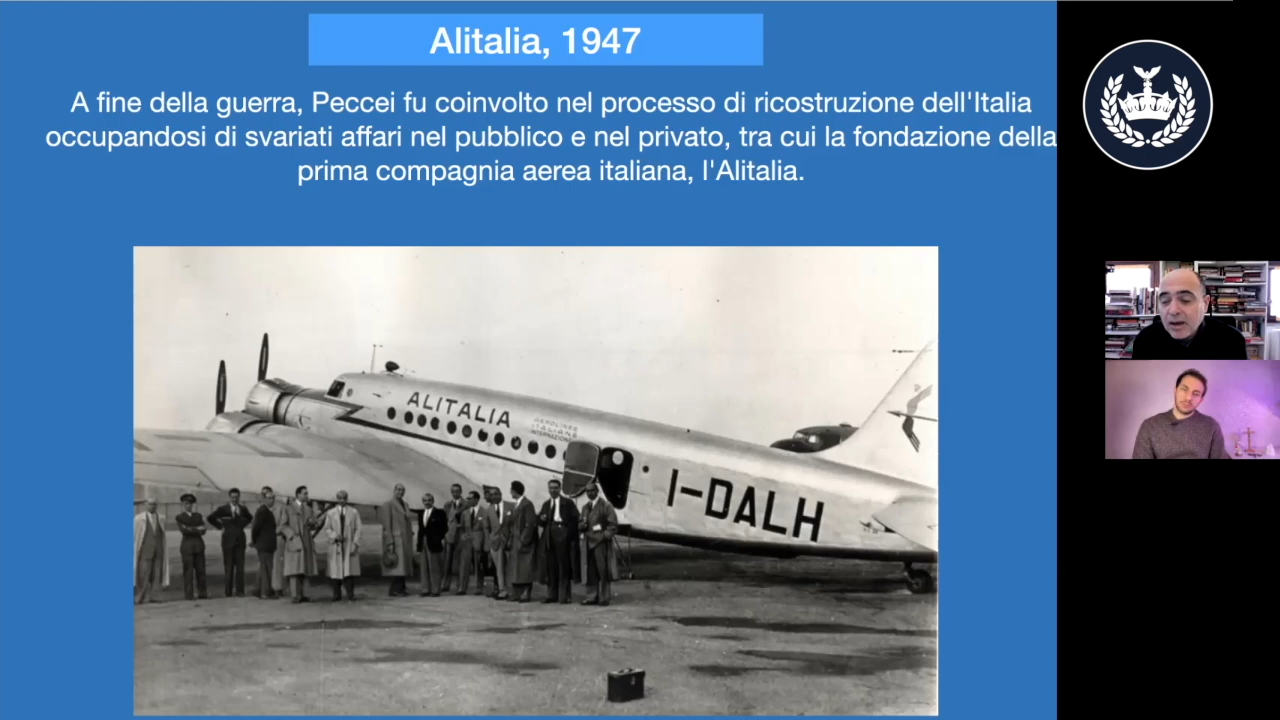 Alitalia, 1947
A fine della guerra, Peccei fu coinvolto nel processo di ricostruzione dell'Italia
occupandosi di svariati affari nel pubblico e nel privato, tra cui la fondazione della
prima compagnia aerea italiana, l'Alitalia.
ALITALIA
I-DALH